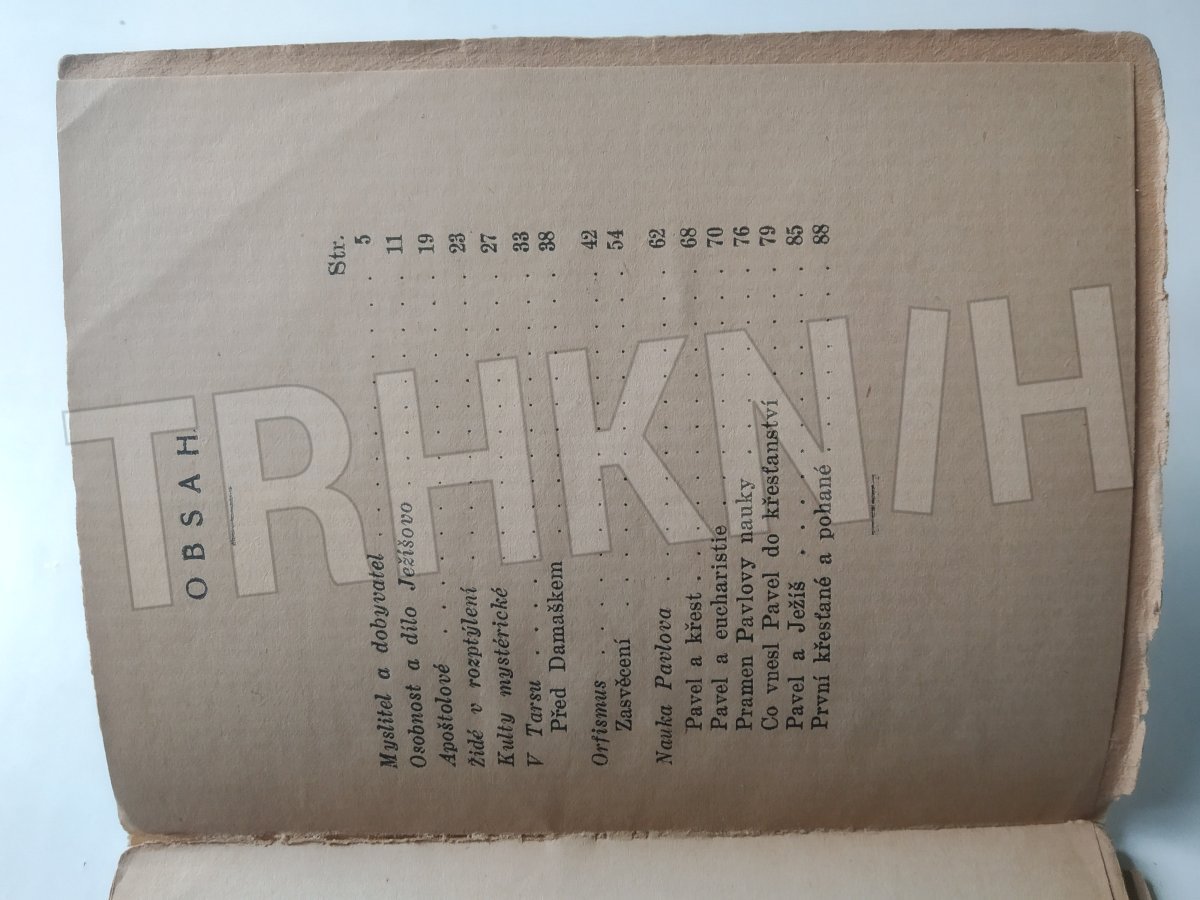 OBSAH
Str.
Myslitel a dobyvatel . . . . . . . . . . 5
Osobnost a dílo Ježíšovo . . . . . . . . 11
Apoštolové . . . . . . . . . . . . . 19
Židé v rozptýlení . . . . . . . . . . . 23
Kulty mystérické . . . . . . . . . . . 27
V Tarsu . . . . . . . . . . . . . . 33
Před Damaškem . . . . . . . . . . . 38
Orfismus . . . . . . . . . . . . . . 42
Zasvěcení . . . . . . . . . . . . . 54
Nauka Pavlova . . . . . . . . . . . . 62
Pavel a křest . . . . . . . . . . . . 68
Pavel a eucharistie . . . . . . . . . . 70
Pramen Pavlovy nauky . . . . . . . . 76
Co vnesl Pavel do křesťanství . . . . . . 79
Pavel a Ježíš . . . . . . . . . . . . 85
První křesťané a pohané . . . . . . . . 88
TRHKNIH